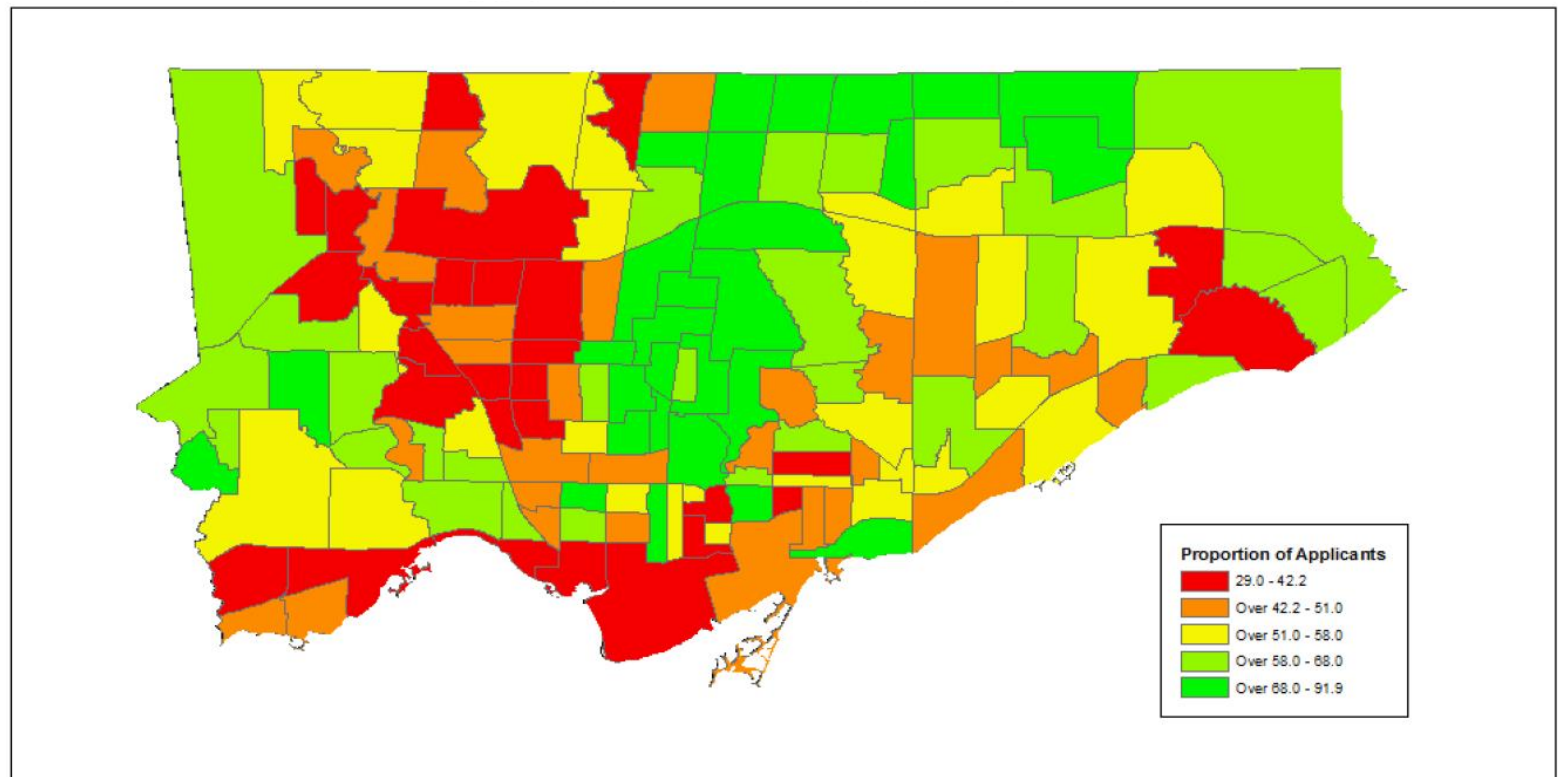 Proportion of Applicants
29.0 - 42.2
Over 42.2 - 51.0
Over 51.0 - 58.0
Over 58.0 - 68.0
Over 68.0 - 91.9